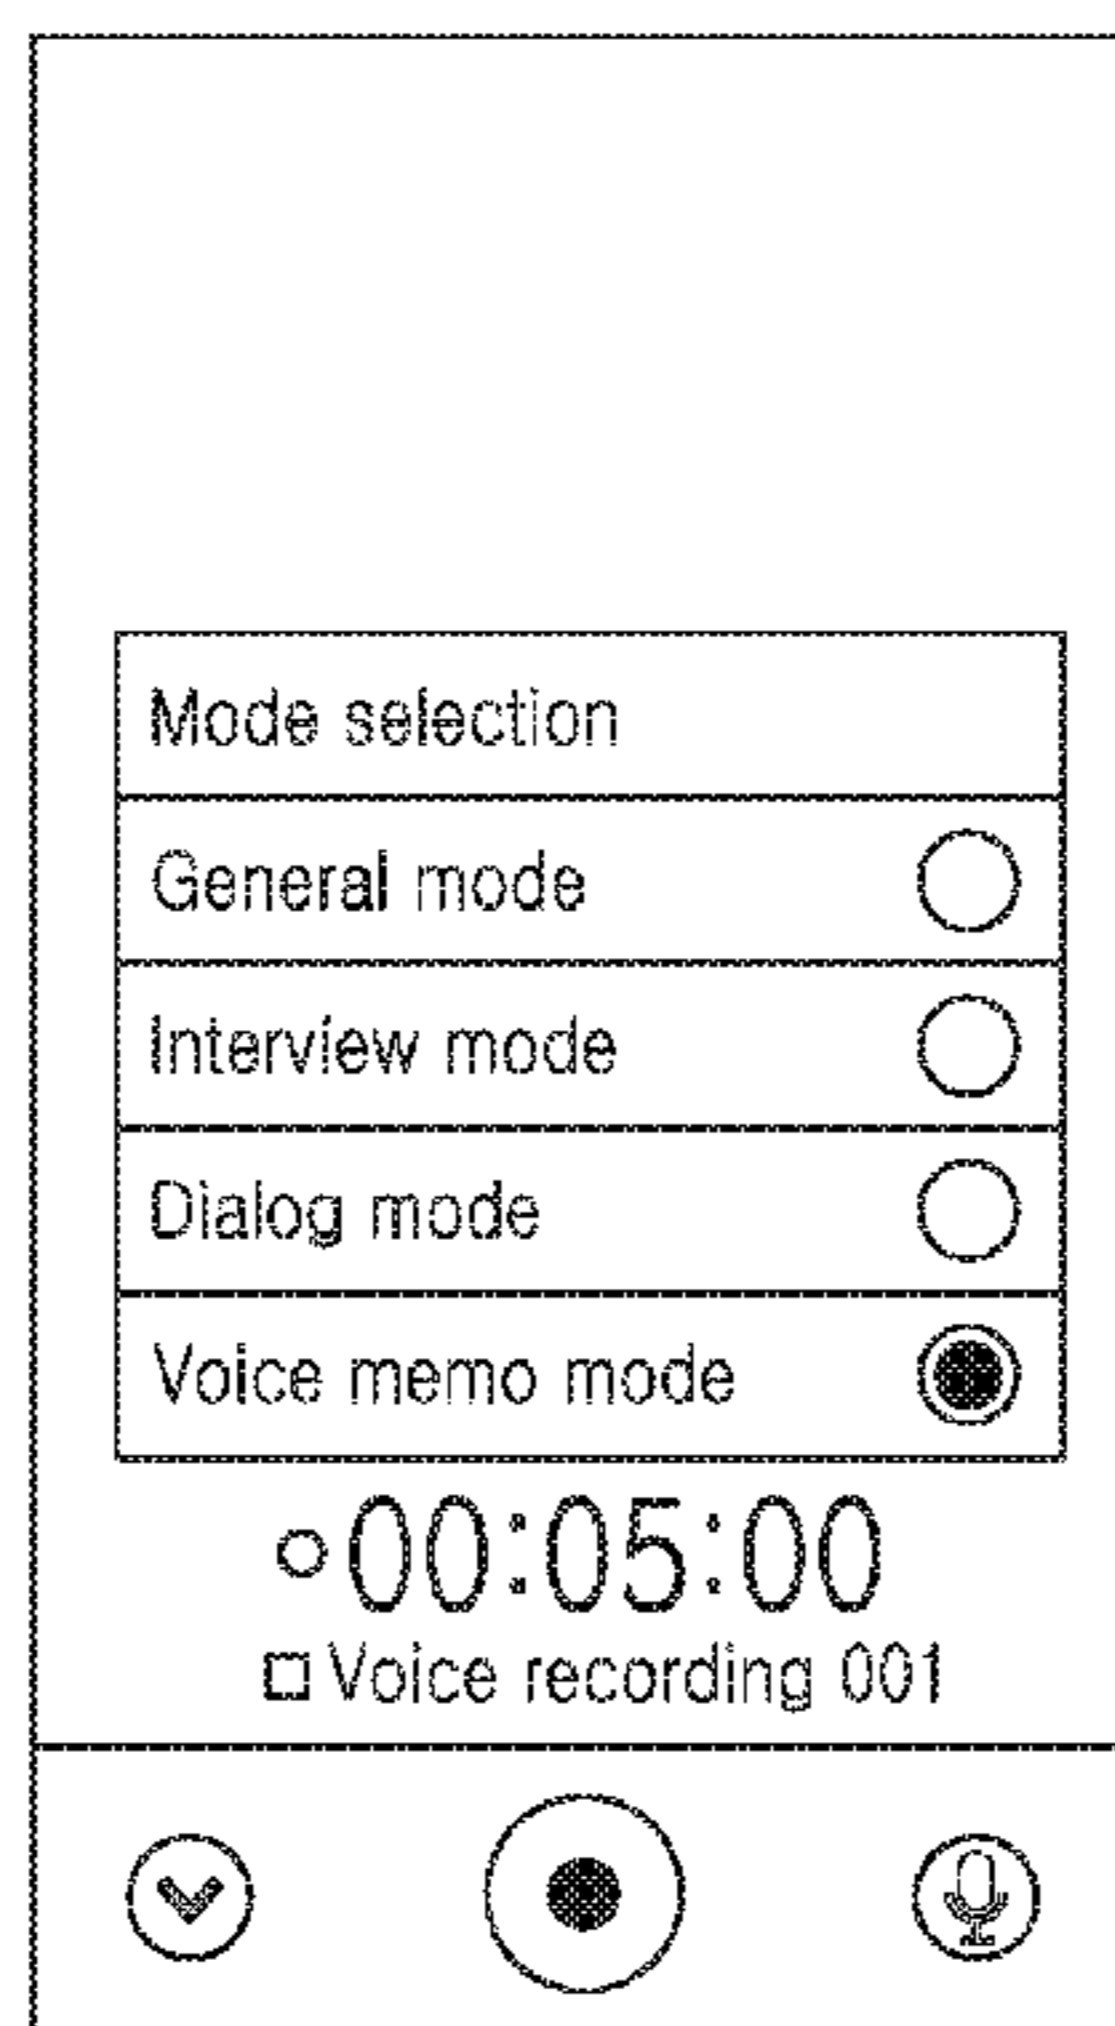 Mode selection
General mode
Interview mode
Dialog mode
Voice memo mode
00:05:00
Voice recording 001